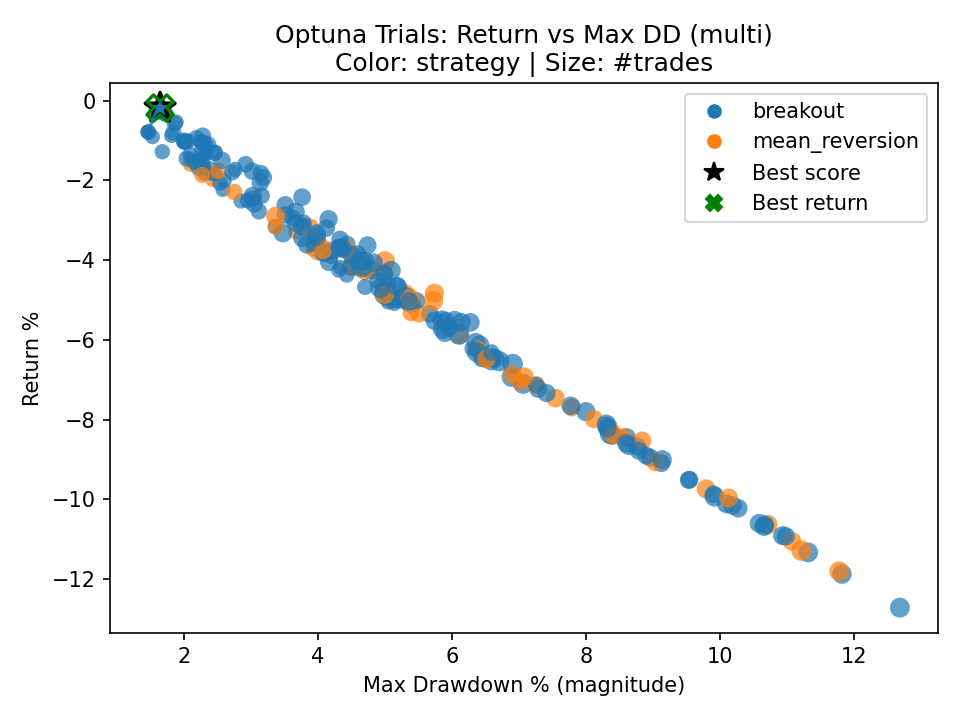 Optuna Trials: Return vs Max DD (multi)
Color: strategy | Size: #trades
breakout
mean_reversion
Best score
Best return
Return %
0
−2
−4
−6
−8
−10
−12
2 4 6 8 10 12
Max Drawdown % (magnitude)